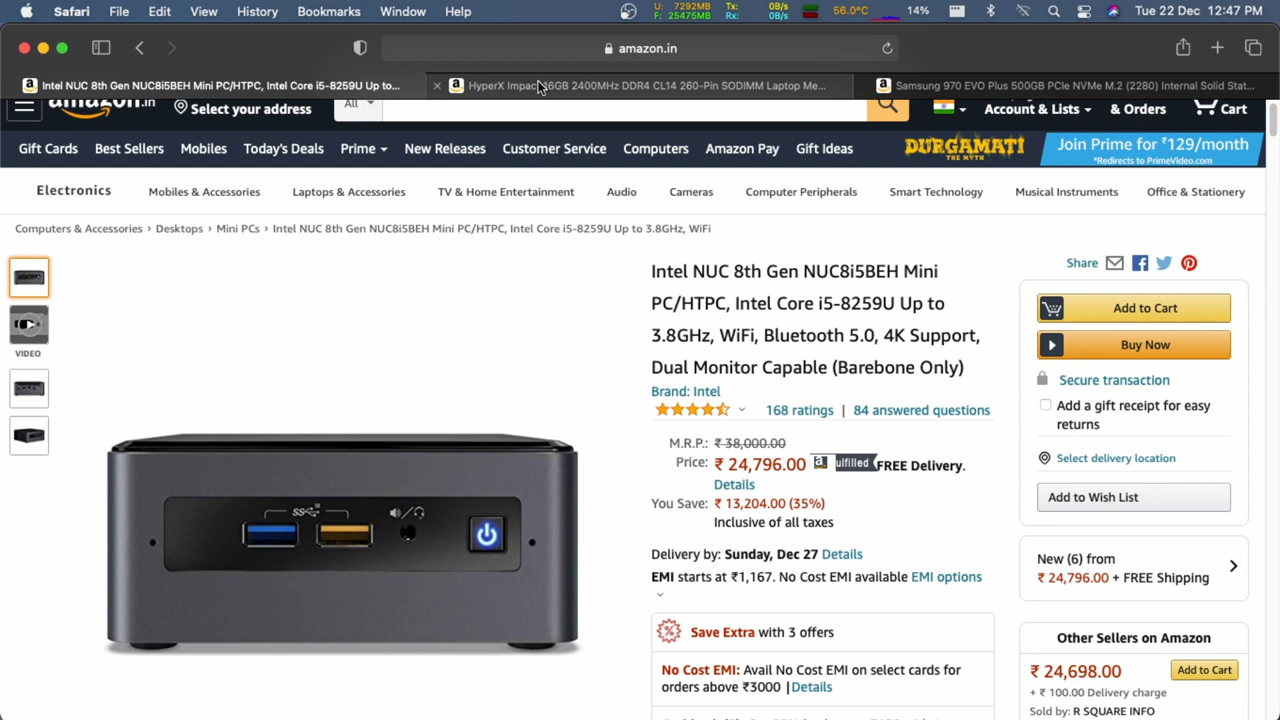 Safari File Edit View History Bookmarks Window Help
U: 7292MB Tx: 0B/s
F: 25475MB Rx: 0B/s
56.0°C 14% Tue 22 Dec 12:47 PM
amazon.in
Intel NUC 8th Gen NUC8i5BEH Mini PC/HTPC, Intel Core i5-8259U Up to...
HyperX Impact 16GB 2400MHz DDR4 CL14 260-Pin SODIMM Laptop Me...
Samsung 970 EVO Plus 500GB PCIe NVMe M.2 (2280) Internal Solid Stat...
amazon.in
Select your address
All
Account & Lists
& Orders
Cart
Gift Cards Best Sellers Mobiles Today's Deals Prime New Releases Customer Service Computers Amazon Pay Gift Ideas
DURGAMATI
THE MYTH
Join Prime for ₹129/month
*Redirects to PrimeVideo.com
Electronics Mobiles & Accessories Laptops & Accessories TV & Home Entertainment Audio Cameras Computer Peripherals Smart Technology Musical Instruments Office & Stationery
Computers & Accessories › Desktops › Mini PCs › Intel NUC 8th Gen NUC8i5BEH Mini PC/HTPC, Intel Core i5-8259U Up to 3.8GHz, WiFi
VIDEO
SS
Intel NUC 8th Gen NUC8i5BEH Mini
PC/HTPC, Intel Core i5-8259U Up to
3.8GHz, WiFi, Bluetooth 5.0, 4K Support,
Dual Monitor Capable (Barebone Only)
Brand: Intel
168 ratings | 84 answered questions
M.R.P.: ₹ 38,000.00
Price: ₹ 24,796.00 a ulfilled FREE Delivery.
Details
You Save: ₹ 13,204.00 (35%)
Inclusive of all taxes
Delivery by: Sunday, Dec 27 Details
EMI starts at ₹1,167. No Cost EMI available EMI options
Save Extra with 3 offers
No Cost EMI: Avail No Cost EMI on select cards for
orders above ₹3000 | Details
Share
Add to Cart
Buy Now
Secure transaction
Add a gift receipt for easy
returns
Select delivery location
Add to Wish List
New (6) from
₹ 24,796.00 + FREE Shipping
Other Sellers on Amazon
₹ 24,698.00 Add to Cart
+ ₹ 100.00 Delivery charge
Sold by: R SQUARE INFO